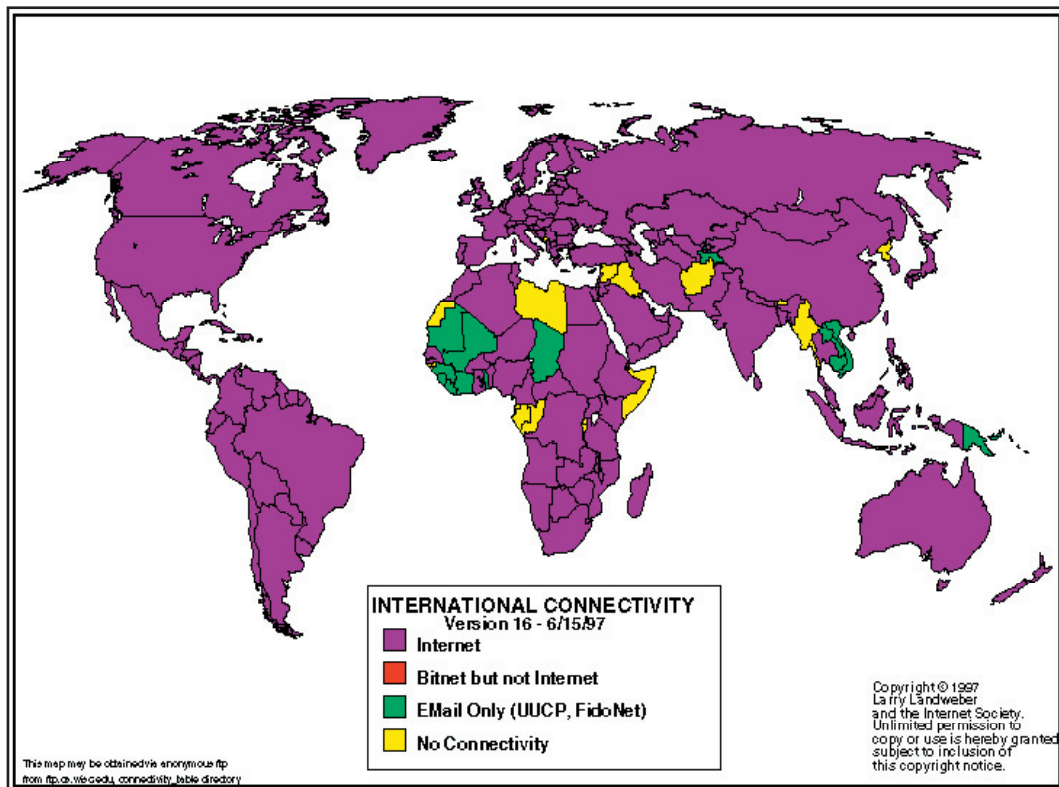 INTERNATIONAL CONNECTIVITY
Version 16 - 6/15/97
Internet
Bitnet but not Internet
EMail Only (UUCP, FidoNet)
No Connectivity
Copyright © 1997
Larry Landweber
and the Internet Society.
Unlimited permission to
copy or use is hereby granted
subject to inclusion of
this copyright notice.
This map may be obtained via anonymous ftp
from ftp.cs.wisc.edu, connectivity_table directory